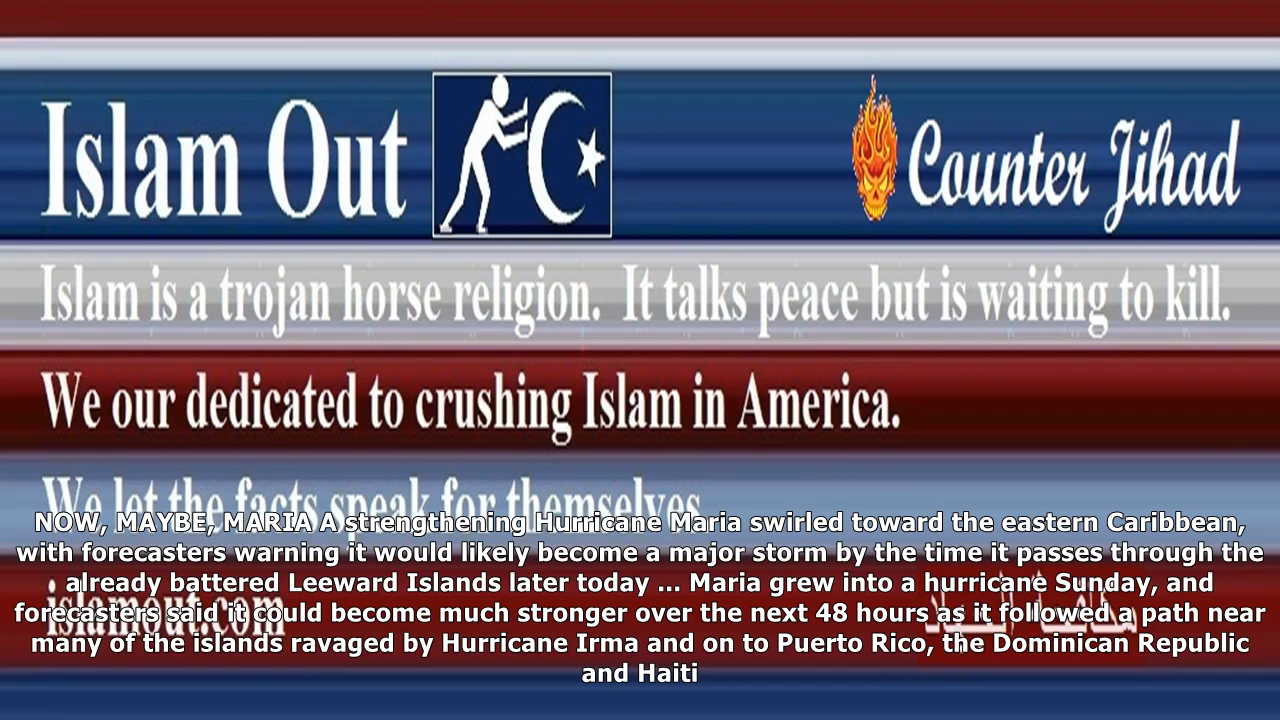 Islam Out
Counter Jihad
Islam is a trojan horse religion. It talks peace but is waiting to kill.
We our dedicated to crushing Islam in America.
We let the facts speak for themselves
islamout.com
NOW, MAYBE, MARIA A strengthening Hurricane Maria swirled toward the eastern Caribbean,
with forecasters warning it would likely become a major storm by the time it passes through the
already battered Leeward Islands later today ... Maria grew into a hurricane Sunday, and
forecasters said it could become much stronger over the next 48 hours as it followed a path near
many of the islands ravaged by Hurricane Irma and on to Puerto Rico, the Dominican Republic
and Haiti